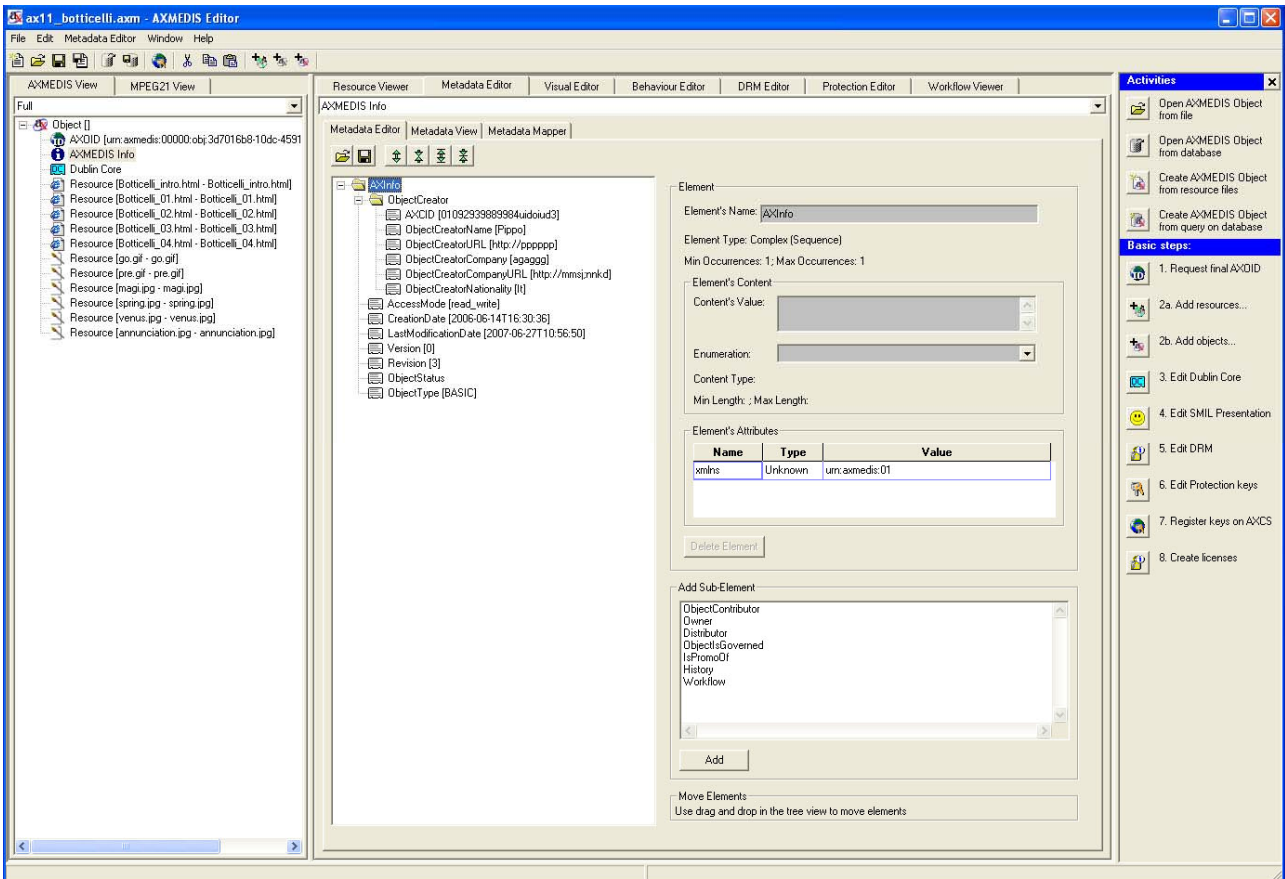 ax11_botticelli.axm - AXMEDIS Editor
File Edit Metadata Editor Window Help
AXMEDIS View MPEG21 View
Full
Object []
AXOID [urn:axmedis:00000:obj:3d7016b8-10dc-4591
AXMEDIS Info
Dublin Core
Resource [Botticelli_intro.html - Botticelli_intro.html]
Resource [Botticelli_01.html - Botticelli_01.html]
Resource [Botticelli_02.html - Botticelli_02.html]
Resource [Botticelli_03.html - Botticelli_03.html]
Resource [Botticelli_04.html - Botticelli_04.html]
Resource [go.gif - go.gif]
Resource [pre.gif - pre.gif]
Resource [magi.jpg - magi.jpg]
Resource [spring.jpg - spring.jpg]
Resource [venus.jpg - venus.jpg]
Resource [annunciation.jpg - annunciation.jpg]
Resource Viewer Metadata Editor Visual Editor Behaviour Editor DRM Editor Protection Editor Workflow Viewer
AXMEDIS Info
Metadata Editor Metadata View Metadata Mapper
AXInfo
ObjectCreator
AXCID [01092939889984uidoiud3]
ObjectCreatorName [Pippo]
ObjectCreatorURL [http://pppppp]
ObjectCreatorCompany [agaggg]
ObjectCreatorCompanyURL [http://mmsj;nnkd]
ObjectCreatorNationality [It]
AccessMode [read_write]
CreationDate [2006-06-14T16:30:36]
LastModificationDate [2007-06-27T10:56:50]
Version [0]
Revision [3]
ObjectStatus
ObjectType [BASIC]
Element
Element's Name: AXInfo
Element Type: Complex (Sequence)
Min Occurrences: 1; Max Occurrences: 1
Element's Content
Content's Value:
Enumeration:
Content Type:
Min Length: ; Max Length:
Element's Attributes
Name Type Value
xmlns Unknown urn:axmedis:01
Delete Element
Add Sub-Element
ObjectContributor
Owner
Distributor
ObjectIsGoverned
IsPromoOf
History
Workflow
Add
Move Elements
Use drag and drop in the tree view to move elements
Activities
Open AXMEDIS Object
from file
Open AXMEDIS Object
from database
Create AXMEDIS Object
from resource files
Create AXMEDIS Object
from query on database
Basic steps:
1. Request final AXOID
2a. Add resources...
2b. Add objects...
3. Edit Dublin Core
4. Edit SMIL Presentation
5. Edit DRM
6. Edit Protection keys
7. Register keys on AXCS
8. Create licenses